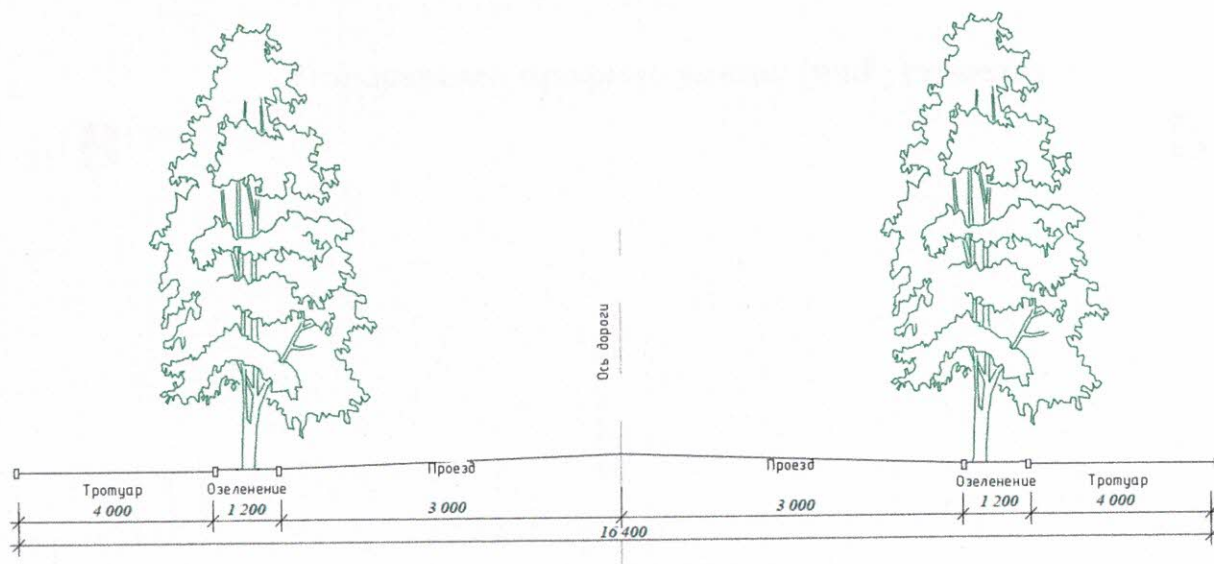 Ось дороги
Проезд Проезд
Тротуар Озеленение Озеленение Тротуар
4 000 1 200 3 000 3 000 1 200 4 000
16 400